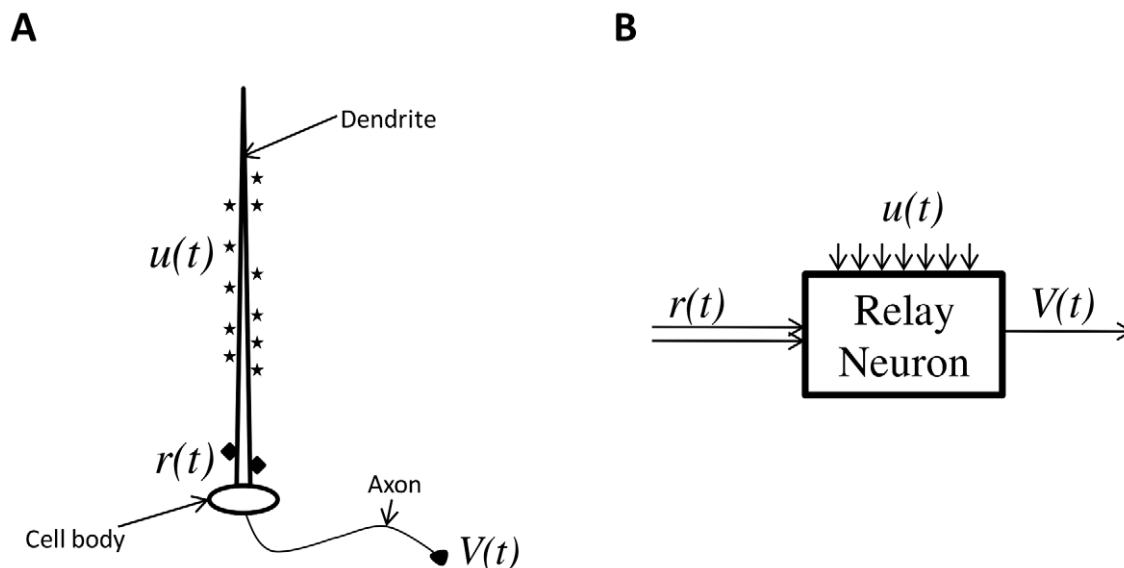 A
Dendrite
u(t)
r(t)
Cell body
Axon
V(t)
B
u(t)
r(t)
Relay
Neuron
V(t)